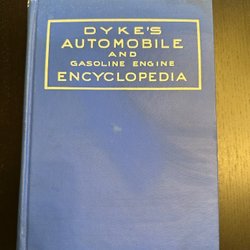 DYKE'S
AUTOMOBILE
AND
GASOLINE ENGINE
ENCYCLOPEDIA